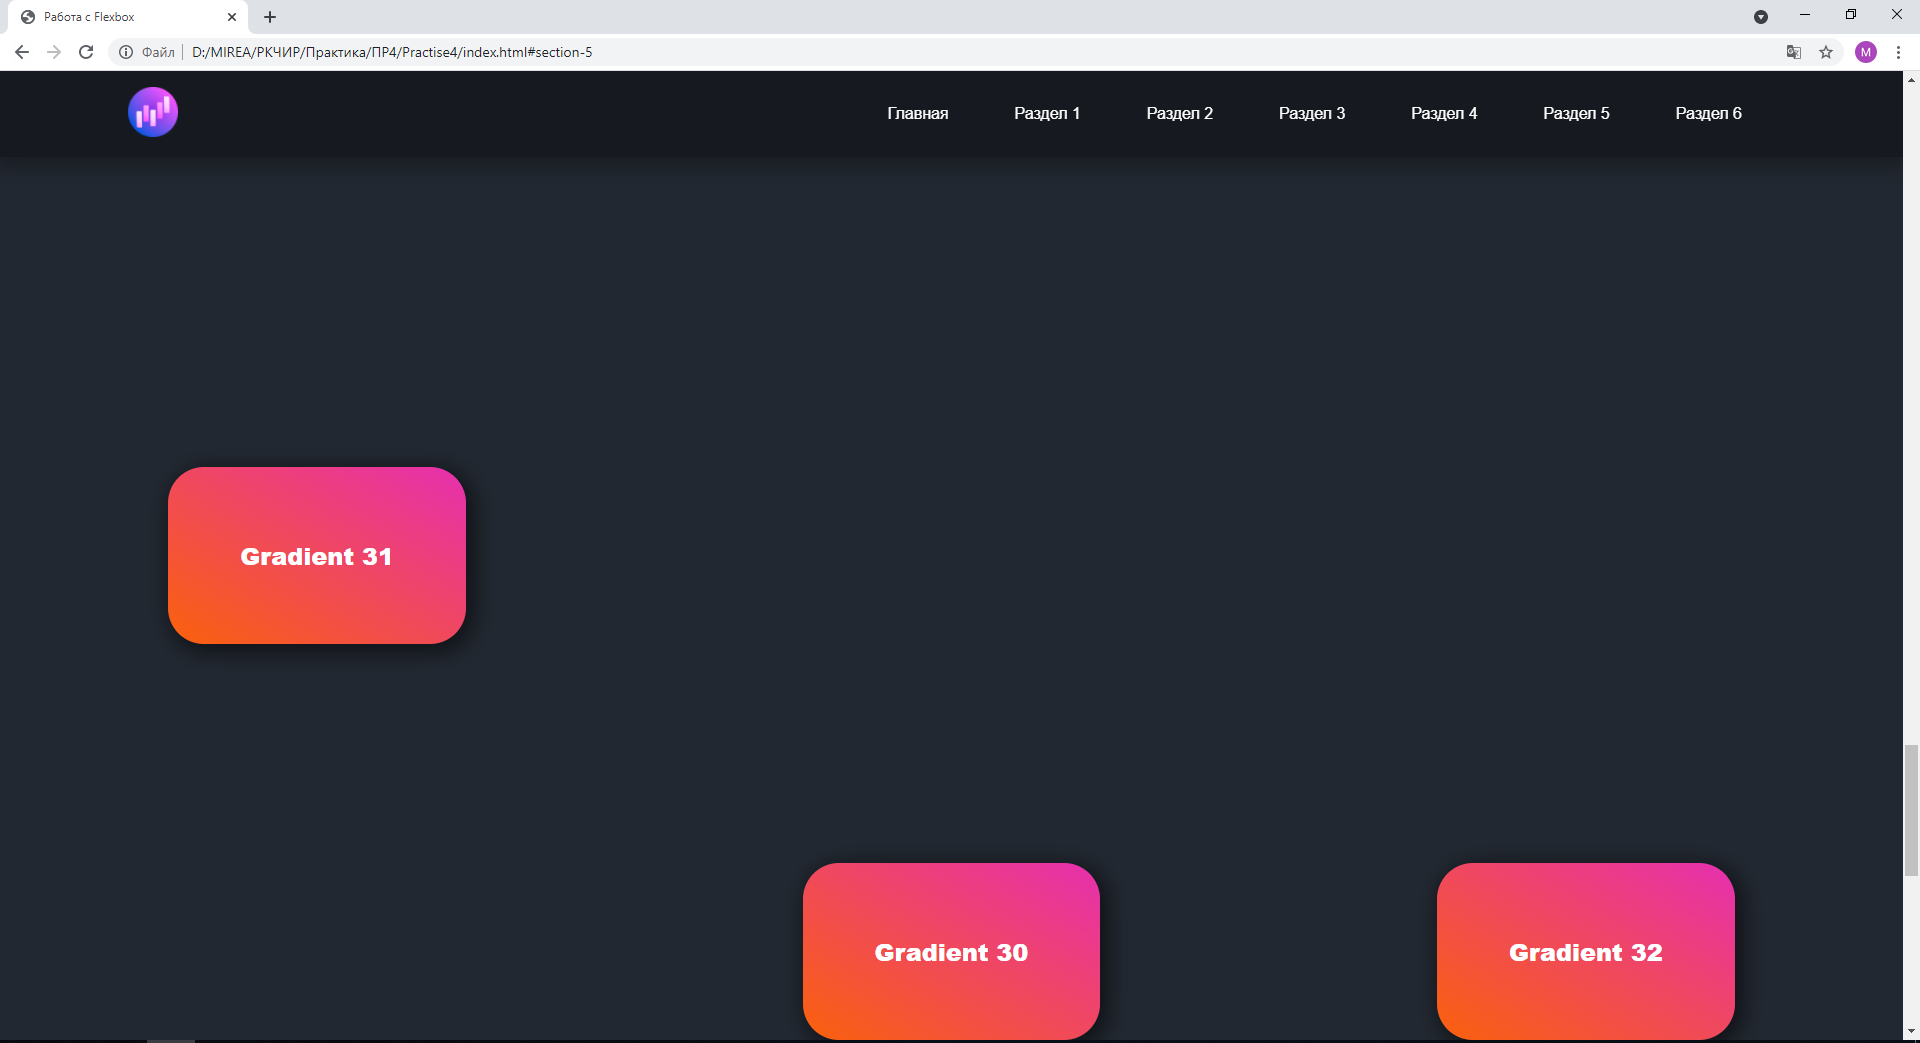 Работа с Flexbox
Файл D:/MIREA/РКЧИР/Практика/ПР4/Practise4/index.html#section-5
M
Главная Раздел 1 Раздел 2 Раздел 3 Раздел 4 Раздел 5 Раздел 6
Gradient 31
Gradient 30 Gradient 32